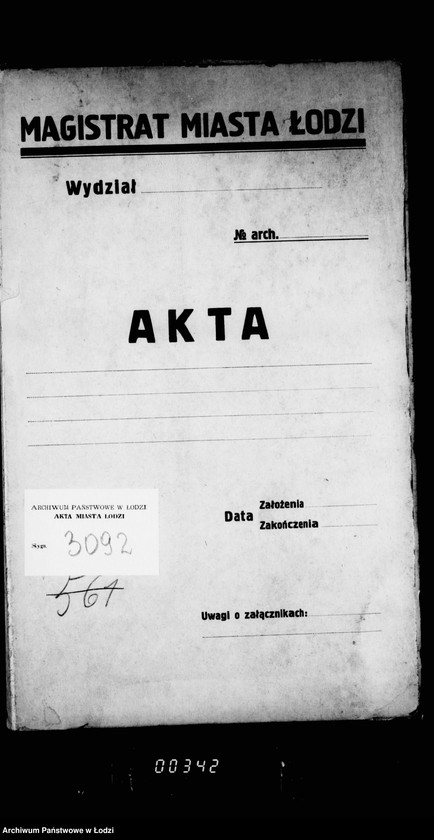 MAGISTRAT MIASTA ŁODZI
Wydział
№ arch.
AKTA
ARCHIWUM PAŃSTWOWE W ŁODZI
AKTA MIASTA ŁODZI
Sygn. 3092
561
Data Założenia
Zakończenia
Uwagi o załącznikach:
00342
Archiwum Państwowe w Łodzi